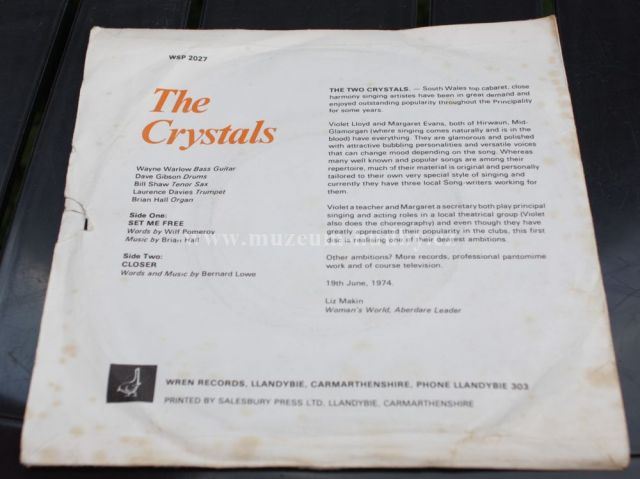 WSP 2027
The
Crystals
Wayne Warlow Bass Guitar
Dave Gibson Drums
Bill Shaw Tenor Sax
Laurence Davies Trumpet
Brian Hall Organ
Side One:
SET ME FREE
Words by Wilf Pomeroy
Music by Brian Hall
Side Two:
CLOSER
Words and Music by Bernard Lowe
THE TWO CRYSTALS. — South Wales top cabaret, close
harmony singing artistes have been in great demand and
enjoyed outstanding popularity throughout the Principality
for some years.
Violet Lloyd and Margaret Evans, both of Hirwaun, Mid-
Glamorgan (where singing comes naturally and is in the
blood) have everything. They are glamorous and polished
with attractive bubbling personalities and versatile voices
that can change mood depending on the song. Whereas
many well known and popular songs are among their
repertoire, much of their material is original and personally
tailored to their own very special style of singing and
currently they have three local Song-writers working for
them.
Violet a teacher and Margaret a secretary both play principal
singing and acting roles in a local theatrical group (Violet
also does the choreography) and even though they are
greatly appreciated their popularity in the clubs, this first
disc is realising one of their dearest ambitions.
Other ambitions? More records, professional pantomime
work and of course television.
19th June, 1974.
Liz Makin
Woman's World, Aberdare Leader
WREN RECORDS, LLANDYBIE, CARMARTHENSHIRE, PHONE LLANDYBIE 303
PRINTED BY SALESBURY PRESS LTD. LLANDYBIE, CARMARTHENSHIRE